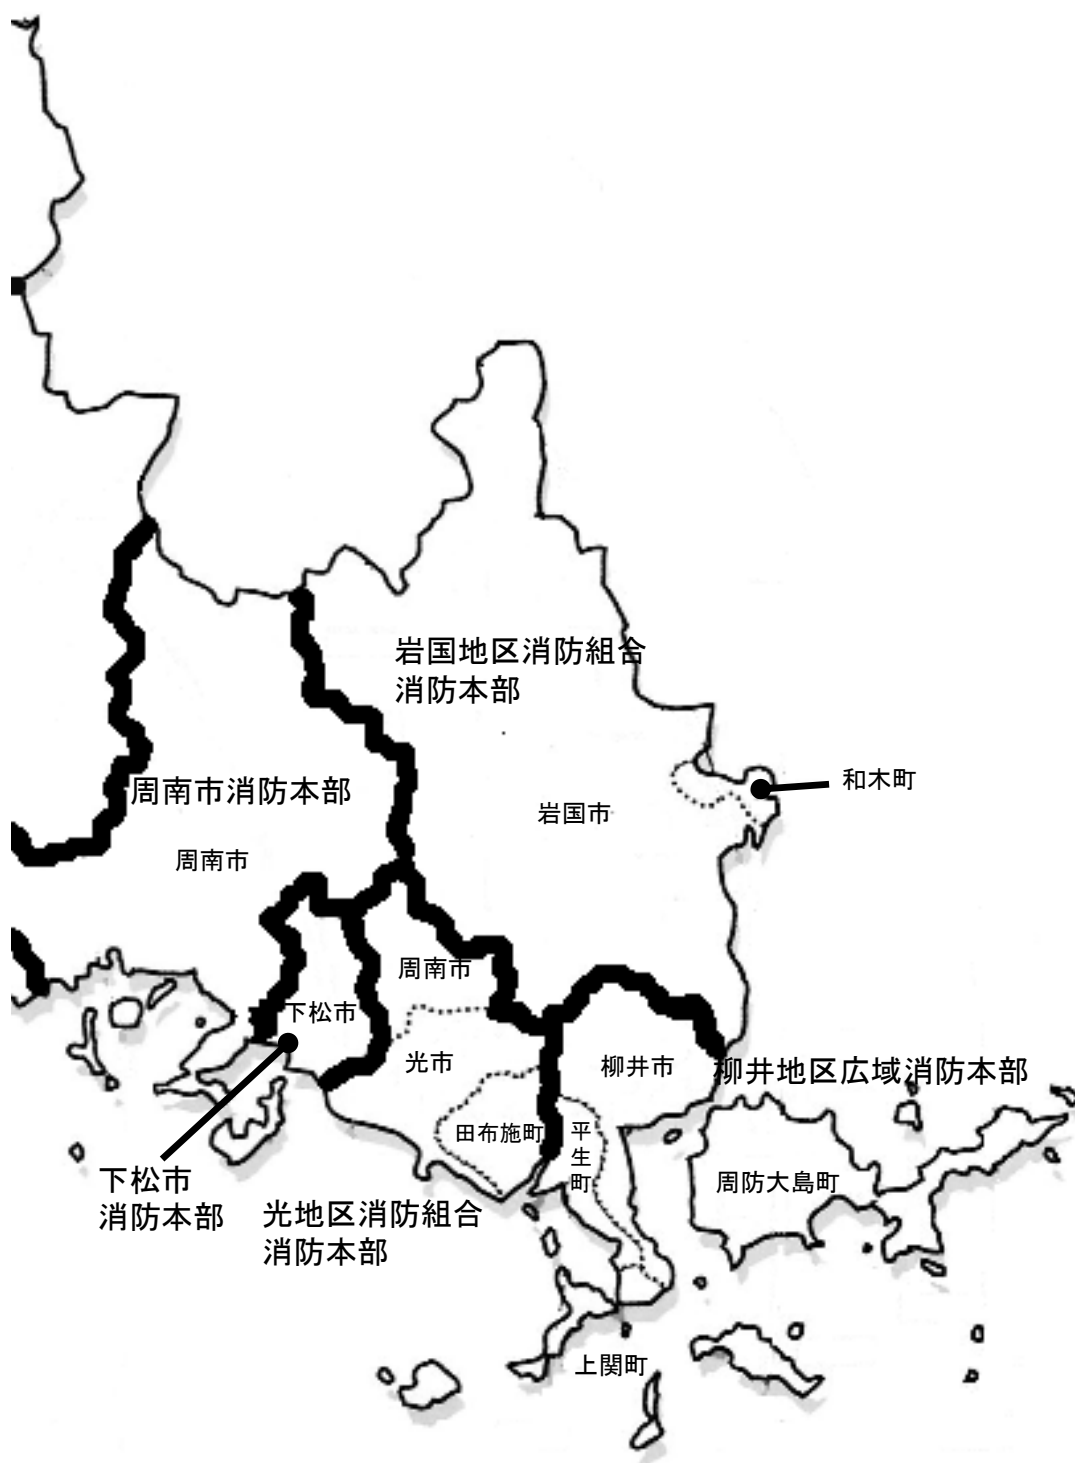 岩国地区消防組合
消防本部
周南市消防本部
和木町
岩国市
周南市
周南市
下松市
光市
柳井市
柳井地区広域消防本部
田布施町
平生町
下松市
消防本部
周防大島町
光地区消防組合
消防本部
上関町